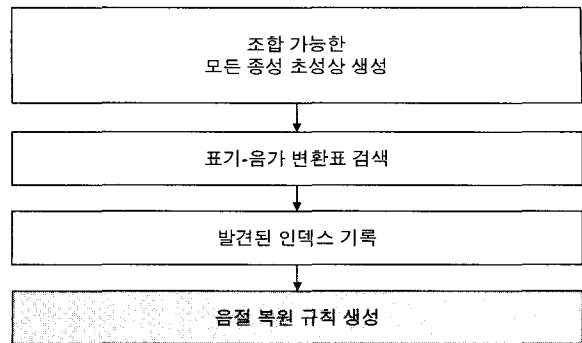 조합 가능한
모든 종성 초성상 생성
표기-음가 변환표 검색
발견된 인덱스 기록
음절 복원 규칙 생성